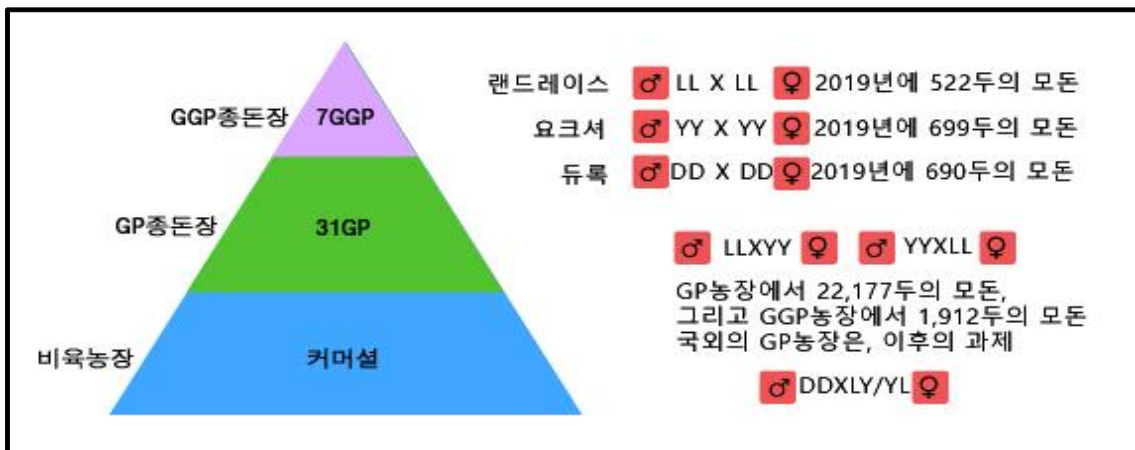 랜드레이스 ♂ LL X LL ♀ 2019년에 522두의 모돈
GGP종돈장 7GGP
요크셔 ♂ YY X YY ♀ 2019년에 699두의 모돈
듀록 ♂ DD X DD ♀ 2019년에 690두의 모돈
GP종돈장 31GP
♂ LLXYY ♀ ♂ YYXLL ♀
GP농장에서 22,177두의 모돈,
그리고 GGP농장에서 1,912두의 모돈
국외의 GP농장은, 이후의 과제
비육농장 커머셜
♂ DDXLY/YL ♀